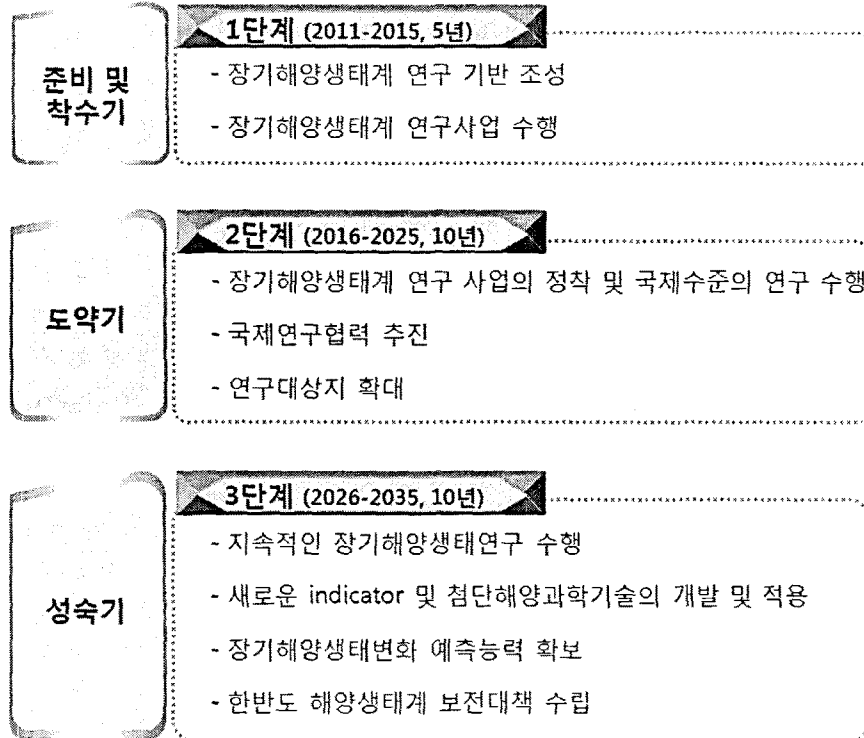 1단계 (2011-2015, 5년)
준비 및
착수기
- 장기해양생태계 연구 기반 조성
- 장기해양생태계 연구사업 수행
2단계 (2016-2025, 10년)
도약기
- 장기해양생태계 연구 사업의 정착 및 국제수준의 연구 수행
- 국제연구협력 추진
- 연구대상지 확대
3단계 (2026-2035, 10년)
성숙기
- 지속적인 장기해양생태연구 수행
- 새로운 indicator 및 첨단해양과학기술의 개발 및 적용
- 장기해양생태변화 예측능력 확보
- 한반도 해양생태계 보전대책 수립